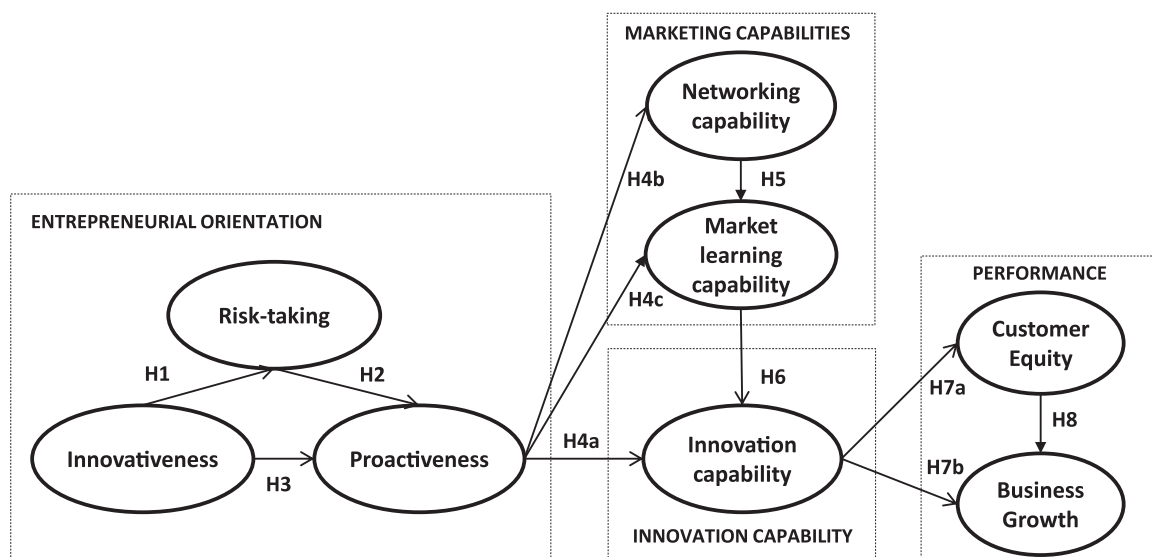 MARKETING CAPABILITIES
Networking
capability
H4b
H5
ENTREPRENEURIAL ORIENTATION
Market
learning
capability
H4c
PERFORMANCE
Risk-taking
Customer
Equity
H1
H2
H6
H7a
H8
Innovativeness
H3
Proactiveness
H4a
Innovation
capability
H7b
Business
Growth
INNOVATION CAPABILITY